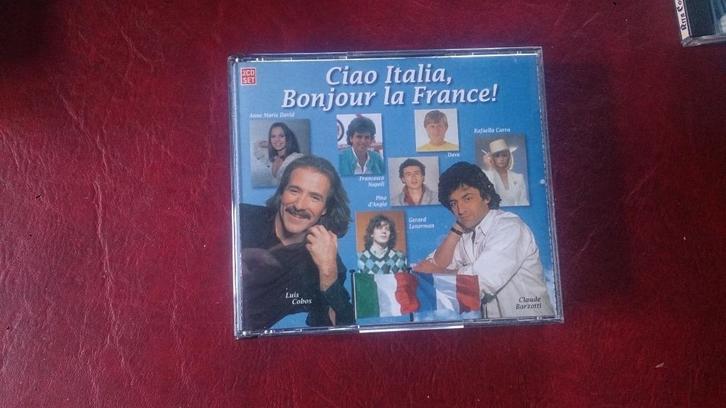 2CD
SET
Ciao Italia,
Bonjour la France!
Anne Marie David
Francesco
Napoli
Dave
Rafaella Carra
Pino
d'Angio
Gerard
Lenorman
Luis
Cobos
Claude
Barzotti